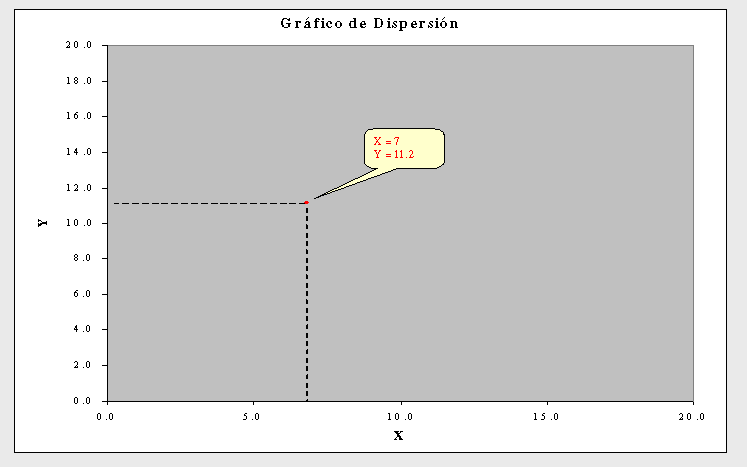 Gráfico de Dispersión
20.0
18.0
16.0
14.0
12.0
10.0
8.0
6.0
4.0
2.0
0.0
Y
X = 7
Y = 11.2
0.0 5.0 10.0 15.0 20.0
X